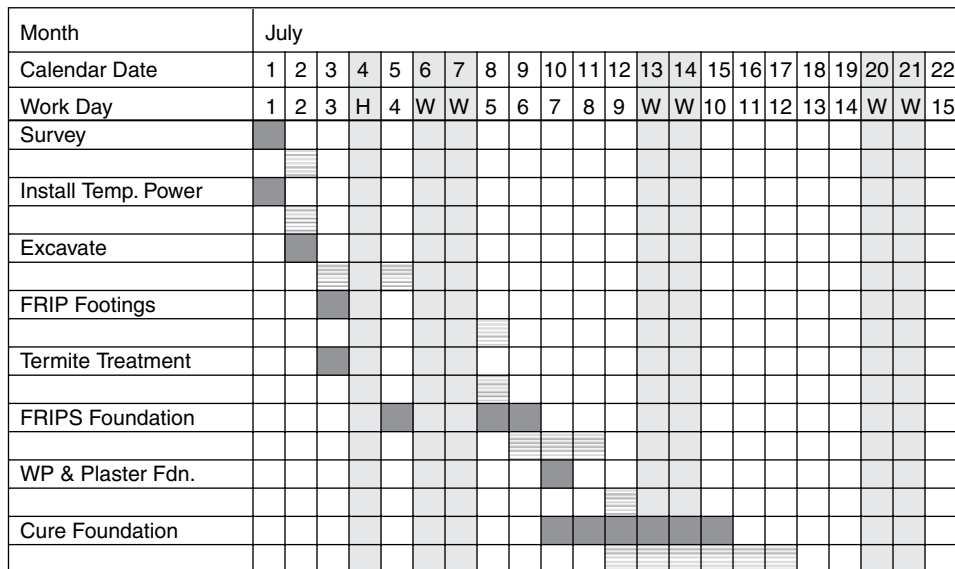 Month July
Calendar Date 1 2 3 4 5 6 7 8 9 10 11 12 13 14 15 16 17 18 19 20 21 22
Work Day 1 2 3 H 4 W W 5 6 7 8 9 W W 10 11 12 13 14 W W 15
Survey
Install Temp. Power
Excavate
FRIP Footings
Termite Treatment
FRIPS Foundation
WP & Plaster Fdn.
Cure Foundation